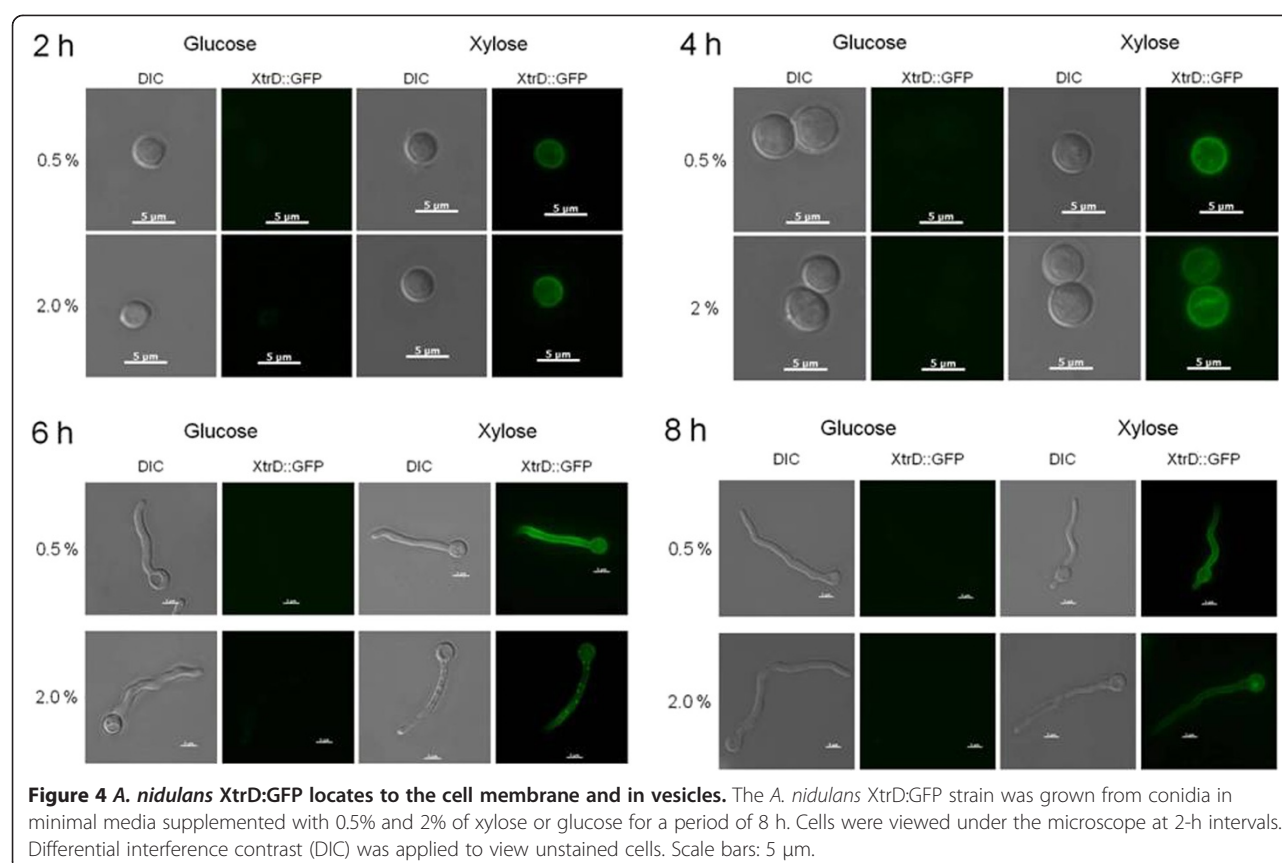 2 h
Glucose Xylose
DIC XtrD::GFP DIC XtrD::GFP
0.5 %
5 µm 5 µm 5 µm 5 µm
2.0 %
5 µm 5 µm 5 µm 5 µm
4 h
Glucose Xylose
DIC XtrD::GFP DIC XtrD::GFP
0.5 %
5 µm 5 µm 5 µm 5 µm
2 %
5 µm 5 µm 5 µm 5 µm
6 h
Glucose Xylose
DIC XtrD::GFP DIC XtrD::GFP
0.5 %
2.0 %
8 h
Glucose Xylose
DIC XtrD::GFP DIC XtrD::GFP
0.5 %
2.0 %
Figure 4 A. nidulans XtrD:GFP locates to the cell membrane and in vesicles. The A. nidulans XtrD:GFP strain was grown from conidia in
minimal media supplemented with 0.5% and 2% of xylose or glucose for a period of 8 h. Cells were viewed under the microscope at 2-h intervals.
Differential interference contrast (DIC) was applied to view unstained cells. Scale bars: 5 µm.